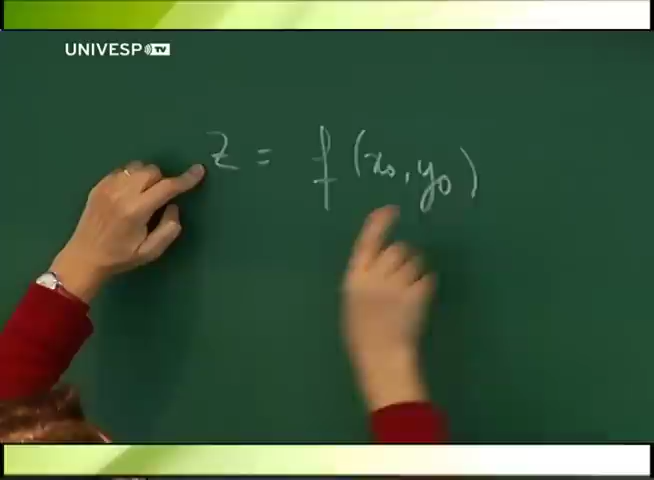 UNIVESP TV
z = f (x₀, y₀)